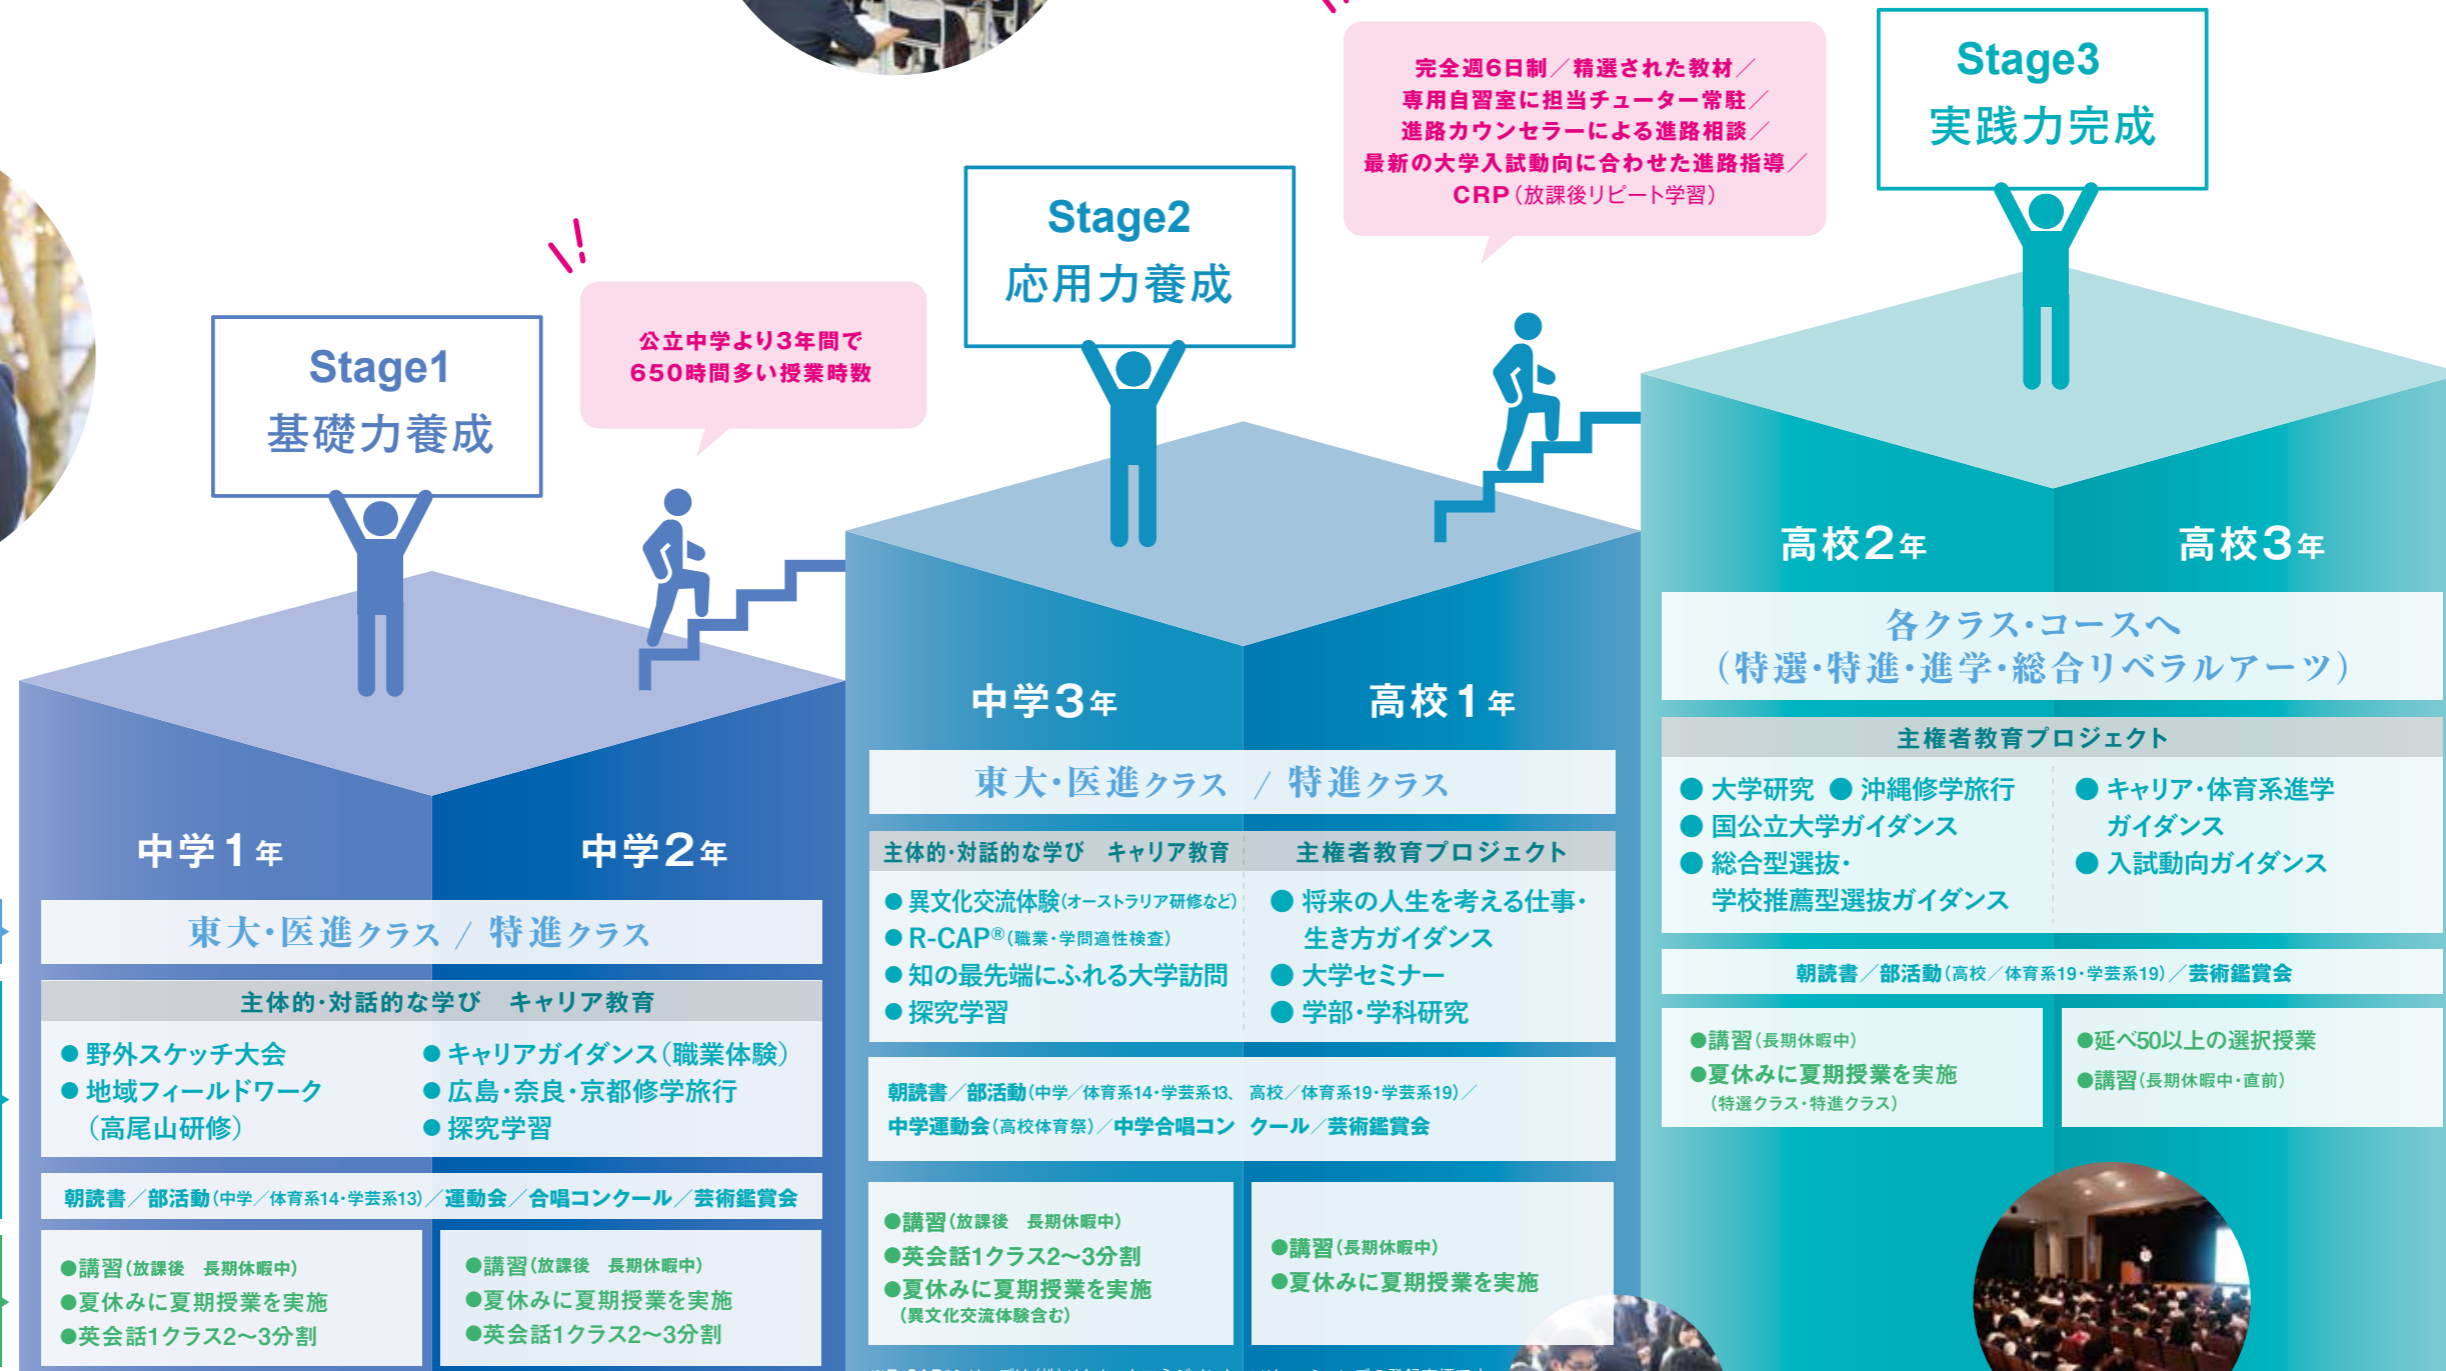 Stage1
基礎力養成
公立中学より3年間で
650時間多い授業時数
Stage2
応用力養成
完全週6日制／精選された教材／
専用自習室に担当チューター常駐／
進路カウンセラーによる進路相談／
最新の大学入試動向に合わせた進路指導／
CRP（放課後リピート学習）
Stage3
実践力完成
中学1年
中学2年
東大・医進クラス / 特進クラス
主体的・対話的な学び　キャリア教育
●野外スケッチ大会
●地域フィールドワーク
（高尾山研修）
●キャリアガイダンス（職業体験）
●広島・奈良・京都修学旅行
●探究学習
朝読書／部活動（中学／体育系14・学芸系13）／運動会／合唱コンクール／芸術鑑賞会
●講習（放課後　長期休暇中）
●夏休みに夏期授業を実施
●英会話1クラス2〜3分割
●講習（放課後　長期休暇中）
●夏休みに夏期授業を実施
●英会話1クラス2〜3分割
中学3年
高校1年
東大・医進クラス / 特進クラス
主体的・対話的な学び　キャリア教育
主権者教育プロジェクト
●異文化交流体験（オーストラリア研修など）
●R-CAP®（職業・学問適性検査）
●知の最先端にふれる大学訪問
●探究学習
●将来の人生を考える仕事・
生き方ガイダンス
●大学セミナー
●学部・学科研究
朝読書／部活動（中学／体育系14・学芸系13、高校／体育系19・学芸系19）／
中学運動会（高校体育祭）／中学合唱コンクール／芸術鑑賞会
●講習（放課後　長期休暇中）
●英会話1クラス2〜3分割
●夏休みに夏期授業を実施
（異文化交流体験含む）
●講習（長期休暇中）
●夏休みに夏期授業を実施
高校2年
高校3年
各クラス・コースへ
（特選・特進・進学・総合リベラルアーツ）
主権者教育プロジェクト
●大学研究 ●沖縄修学旅行
●国公立大学ガイダンス
●総合型選抜・
学校推薦型選抜ガイダンス
●キャリア・体育系進学
ガイダンス
●入試動向ガイダンス
朝読書／部活動（高校／体育系19・学芸系19）／芸術鑑賞会
●講習（長期休暇中）
●夏休みに夏期授業を実施
（特選クラス・特進クラス）
●延べ50以上の選択授業
●講習（長期休暇中・直前）